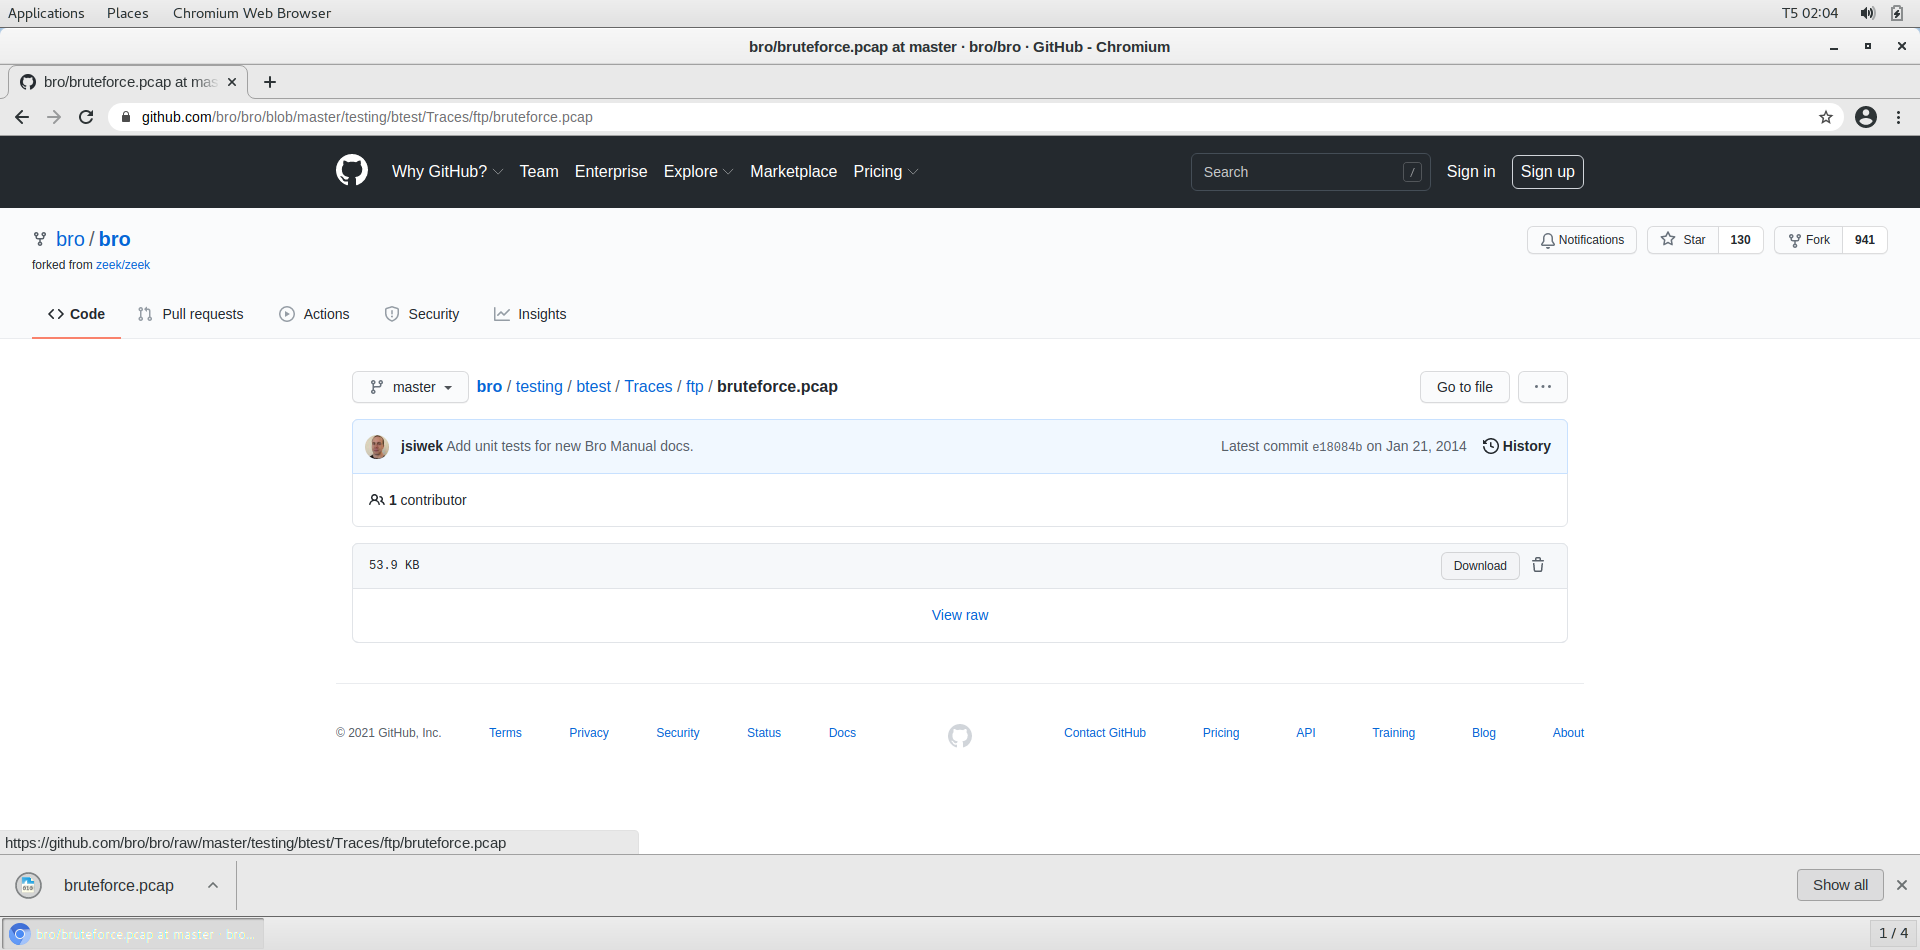 Applications Places Chromium Web Browser T5 02:04
bro/bruteforce.pcap at master · bro/bro · GitHub - Chromium
bro/bruteforce.pcap at mas
github.com/bro/bro/blob/master/testing/btest/Traces/ftp/bruteforce.pcap
Why GitHub? Team Enterprise Explore Marketplace Pricing Search / Sign in Sign up
bro / bro Notifications Star 130 Fork 941
forked from zeek/zeek
Code Pull requests Actions Security Insights
master bro / testing / btest / Traces / ftp / bruteforce.pcap Go to file ...
jsiwek Add unit tests for new Bro Manual docs. Latest commit e18084b on Jan 21, 2014 History
1 contributor
53.9 KB Download
View raw
© 2021 GitHub, Inc. Terms Privacy Security Status Docs Contact GitHub Pricing API Training Blog About
https://github.com/bro/bro/raw/master/testing/btest/Traces/ftp/bruteforce.pcap
bruteforce.pcap Show all
bro/bruteforce.pcap at master · bro... 1 / 4